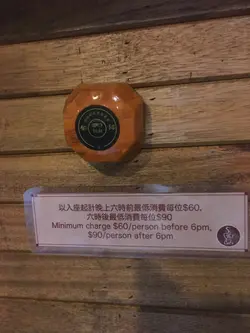 以入座起計晚上六時前最低消費每位$60,
六時後最低消費每位$90
Minimum charge $60/person before 6pm,
$90/person after 6pm